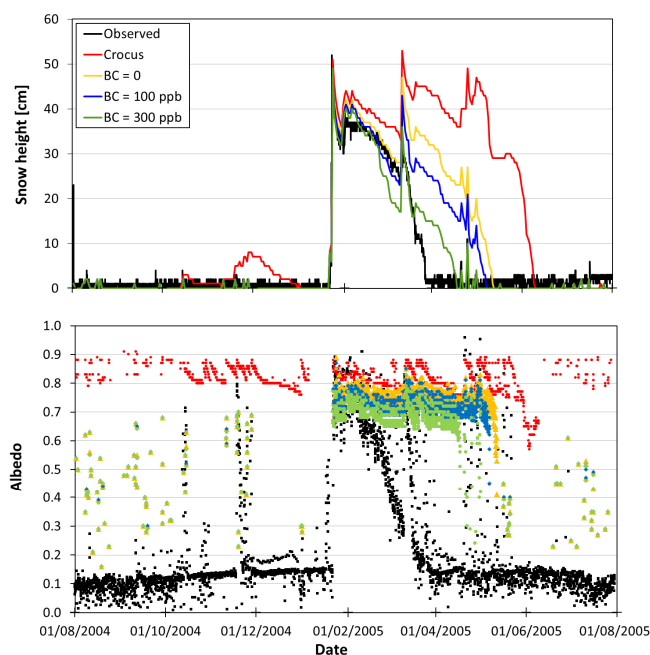 60
50
40
30
20
10
0
Snow height [cm]
Observed
Crocus
BC = 0
BC = 100 ppb
BC = 300 ppb
1.0
0.9
0.8
0.7
0.6
0.5
0.4
0.3
0.2
0.1
0.0
Albedo
01/08/2004 01/10/2004 01/12/2004 01/02/2005 01/04/2005 01/06/2005 01/08/2005
Date